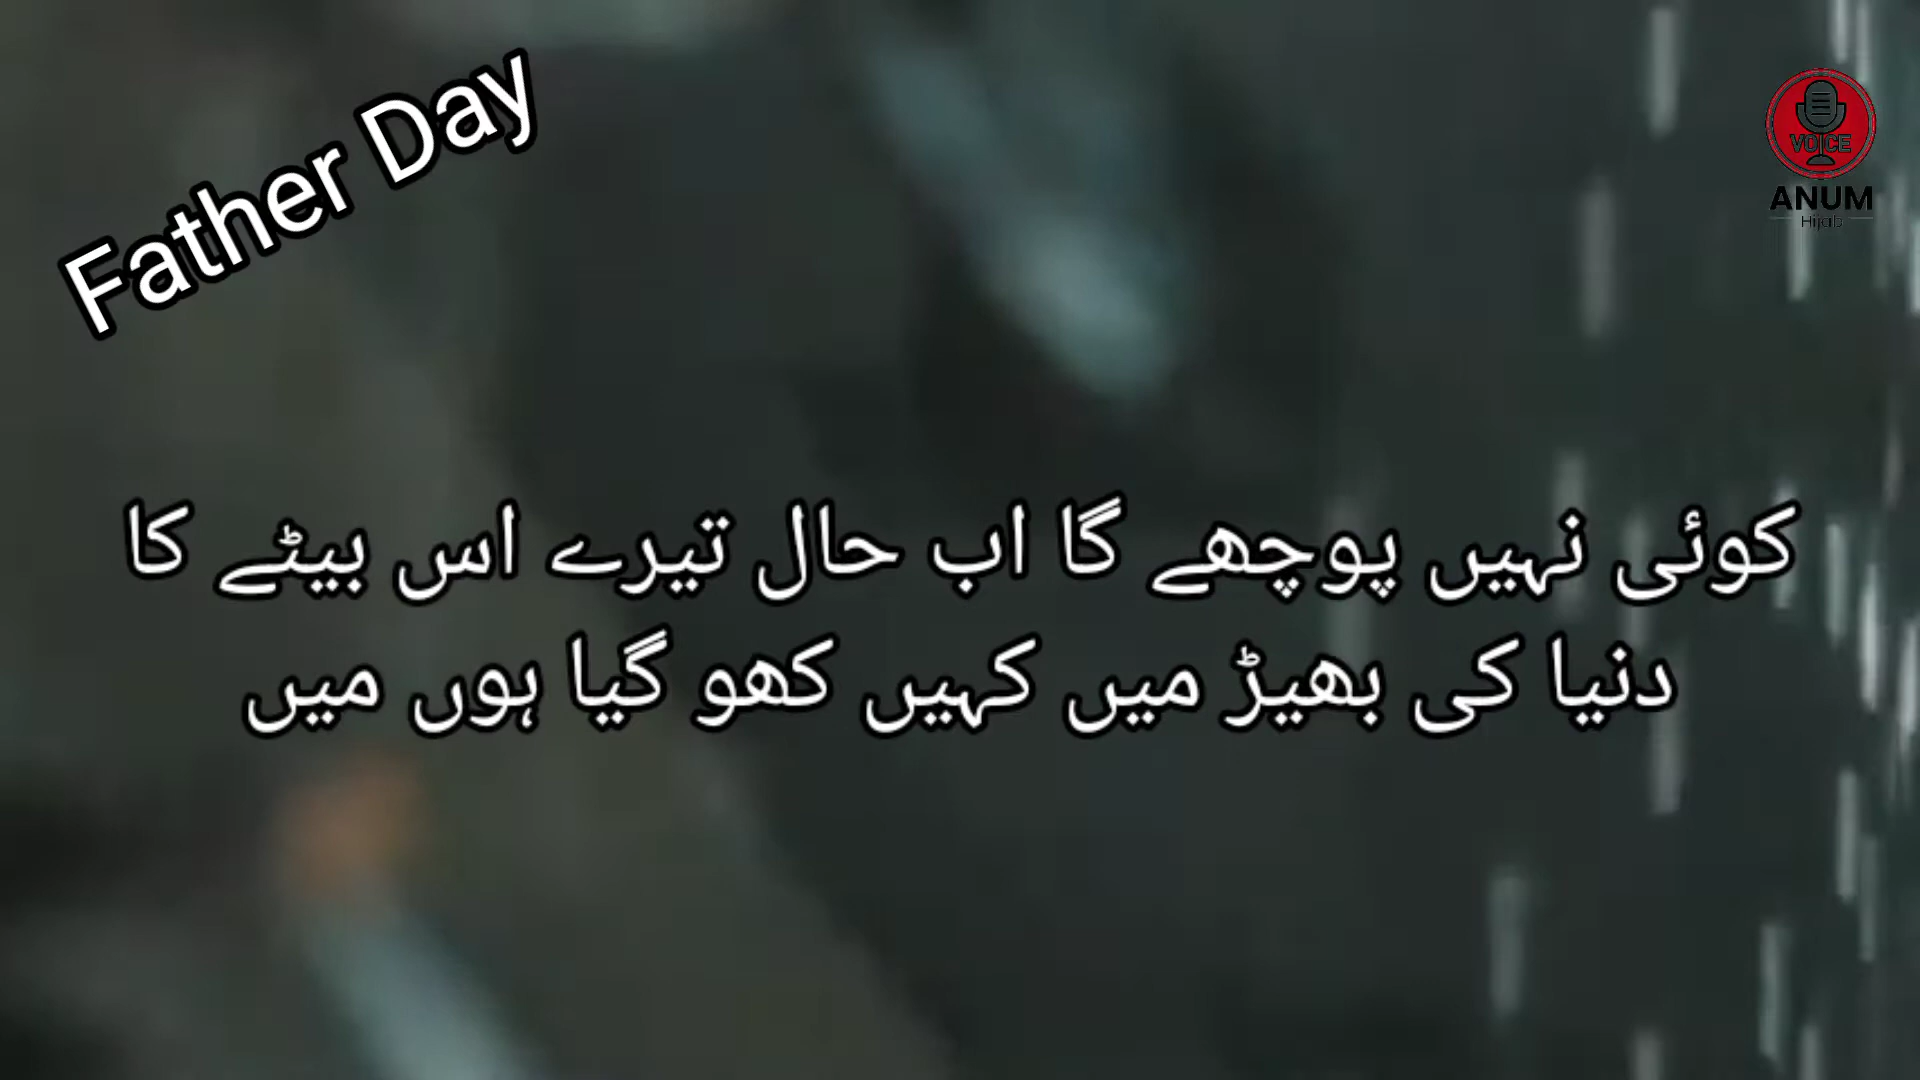 Father Day
VOICE
ANUM
Hijab
کوئی نہیں پوچھے گا اب حال تیرے اس بیٹے کا
دنیا کی بھیڑ میں کہیں کھو گیا ہوں میں